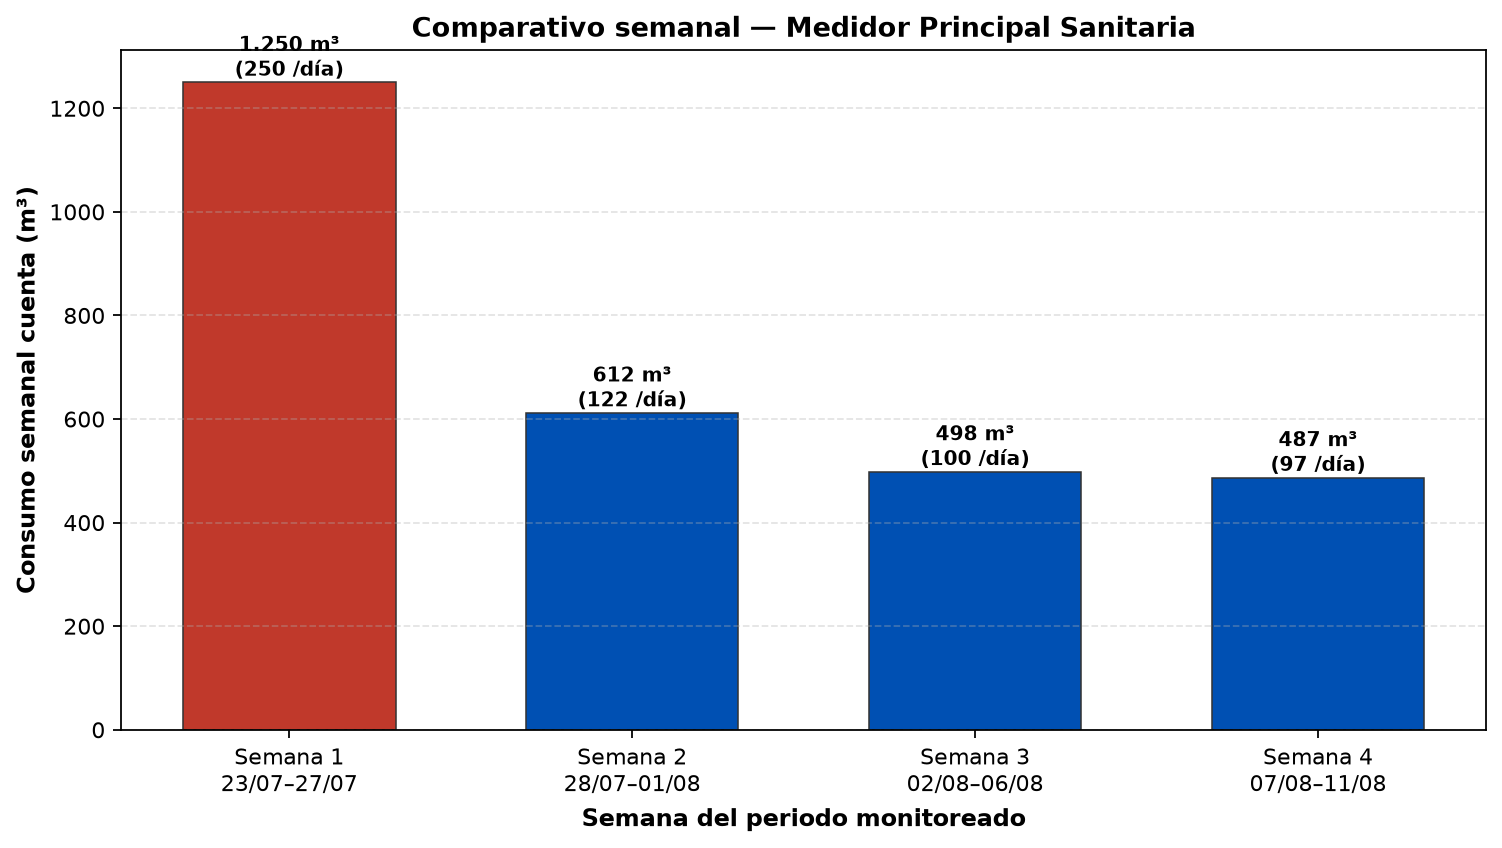 Comparativo semanal — Medidor Principal Sanitaria
1.250 m³
(250 /día)
612 m³
(122 /día)
498 m³
(100 /día)
487 m³
(97 /día)
Consumo semanal cuenta (m³)
1200
1000
800
600
400
200
0
Semana 1
23/07–27/07
Semana 2
28/07–01/08
Semana 3
02/08–06/08
Semana 4
07/08–11/08
Semana del periodo monitoreado